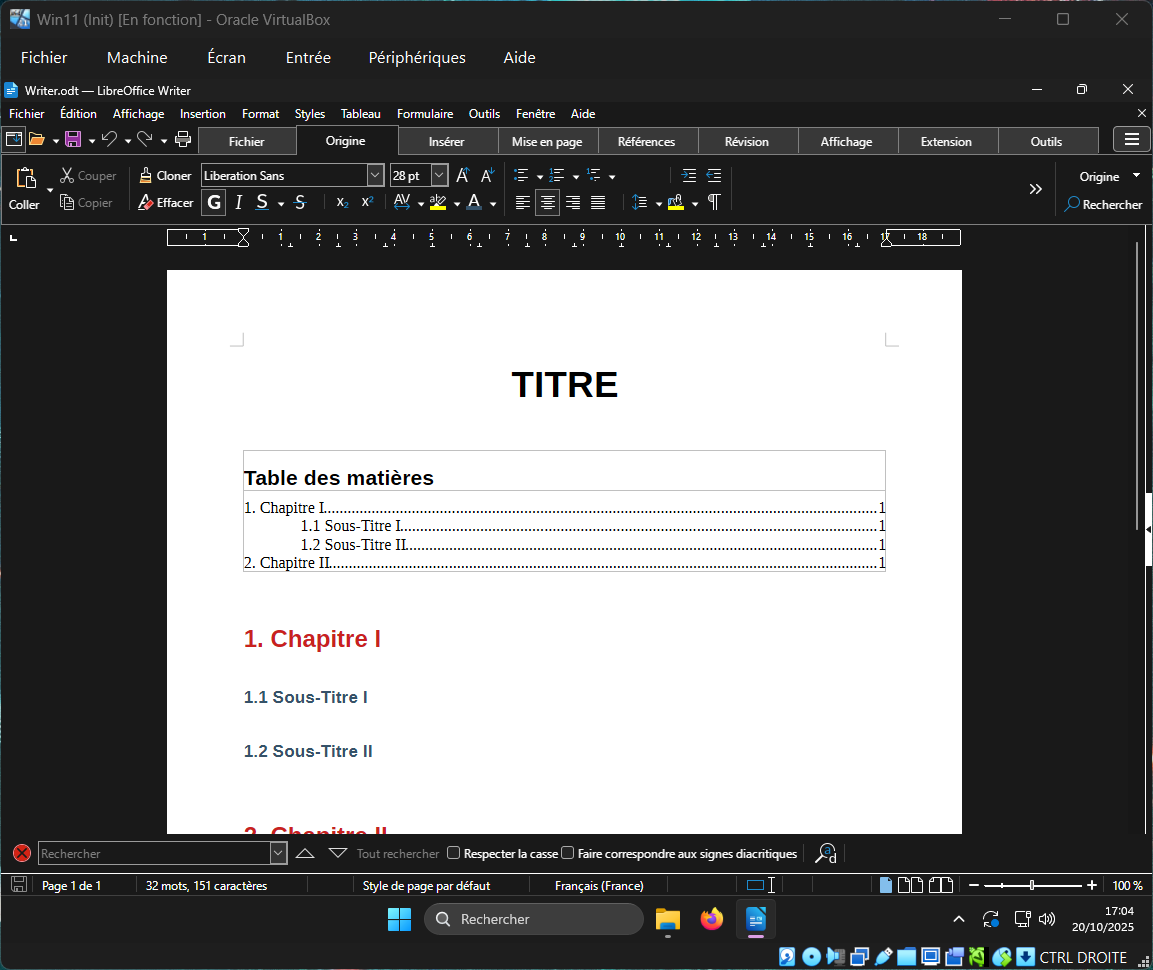 Win11 (Init) [En fonction] - Oracle VirtualBox
Fichier Machine Écran Entrée Périphériques Aide
Writer.odt — LibreOffice Writer
Fichier Édition Affichage Insertion Format Styles Tableau Formulaire Outils Fenêtre Aide
Fichier Origine Insérer Mise en page Références Révision Affichage Extension Outils
Coller
Couper
Copier
Cloner
Effacer
Liberation Sans 28 pt
G I S S X₂ X² AV ab A
Origine
Rechercher
1 1 2 3 4 5 6 7 8 9 10 11 12 13 14 15 16 17 18
TITRE
Table des matières
1. Chapitre I..........1
1.1 Sous-Titre I..........1
1.2 Sous-Titre II..........1
2. Chapitre II..........1
1. Chapitre I
1.1 Sous-Titre I
1.2 Sous-Titre II
2. Chapitre II
Rechercher Tout rechercher Respecter la casse Faire correspondre aux signes diacritiques
Page 1 de 1 32 mots, 151 caractères Style de page par défaut Français (France) 100 %
Rechercher
17:04
20/10/2025
CTRL DROITE